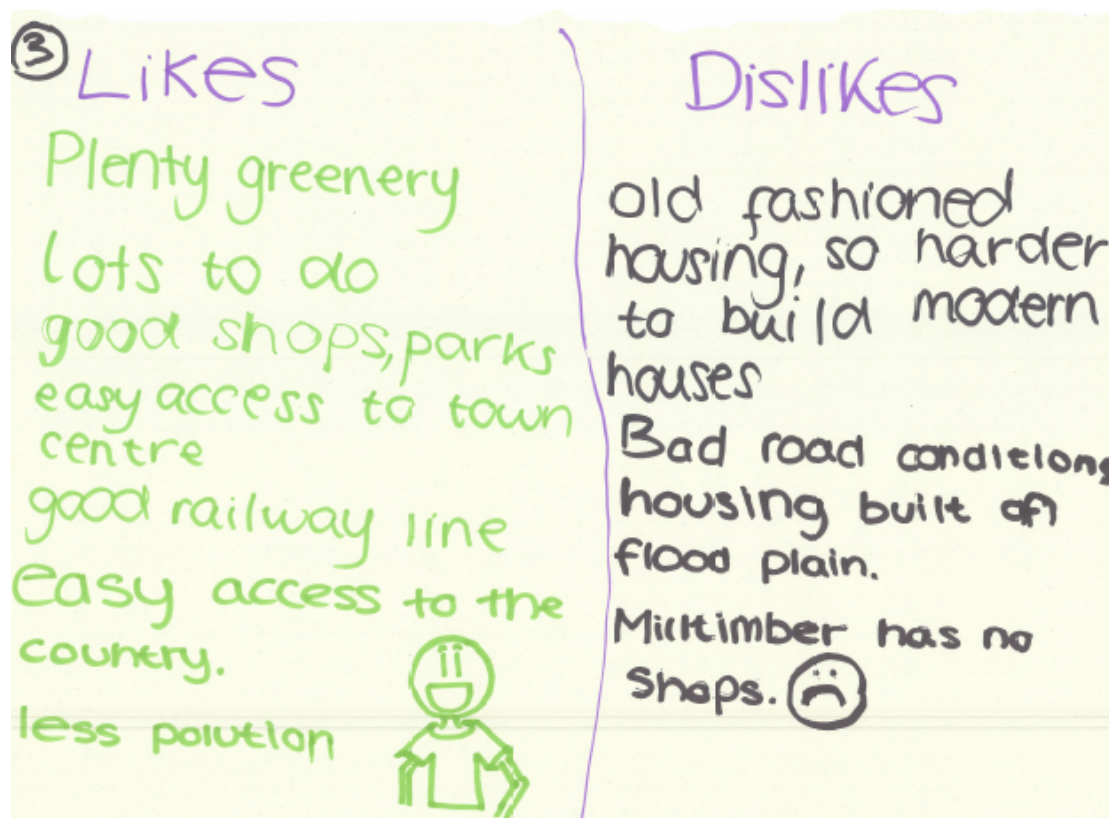 3
Likes
Plenty greenery
lots to do
good shops, parks
easy access to town
centre
good railway line
easy access to the
country.
less polution
Dislikes
old fashioned
housing, so harder
to build modern
houses
Bad road conditions
housing built on
flood plain.
Milltimber has no
shops.